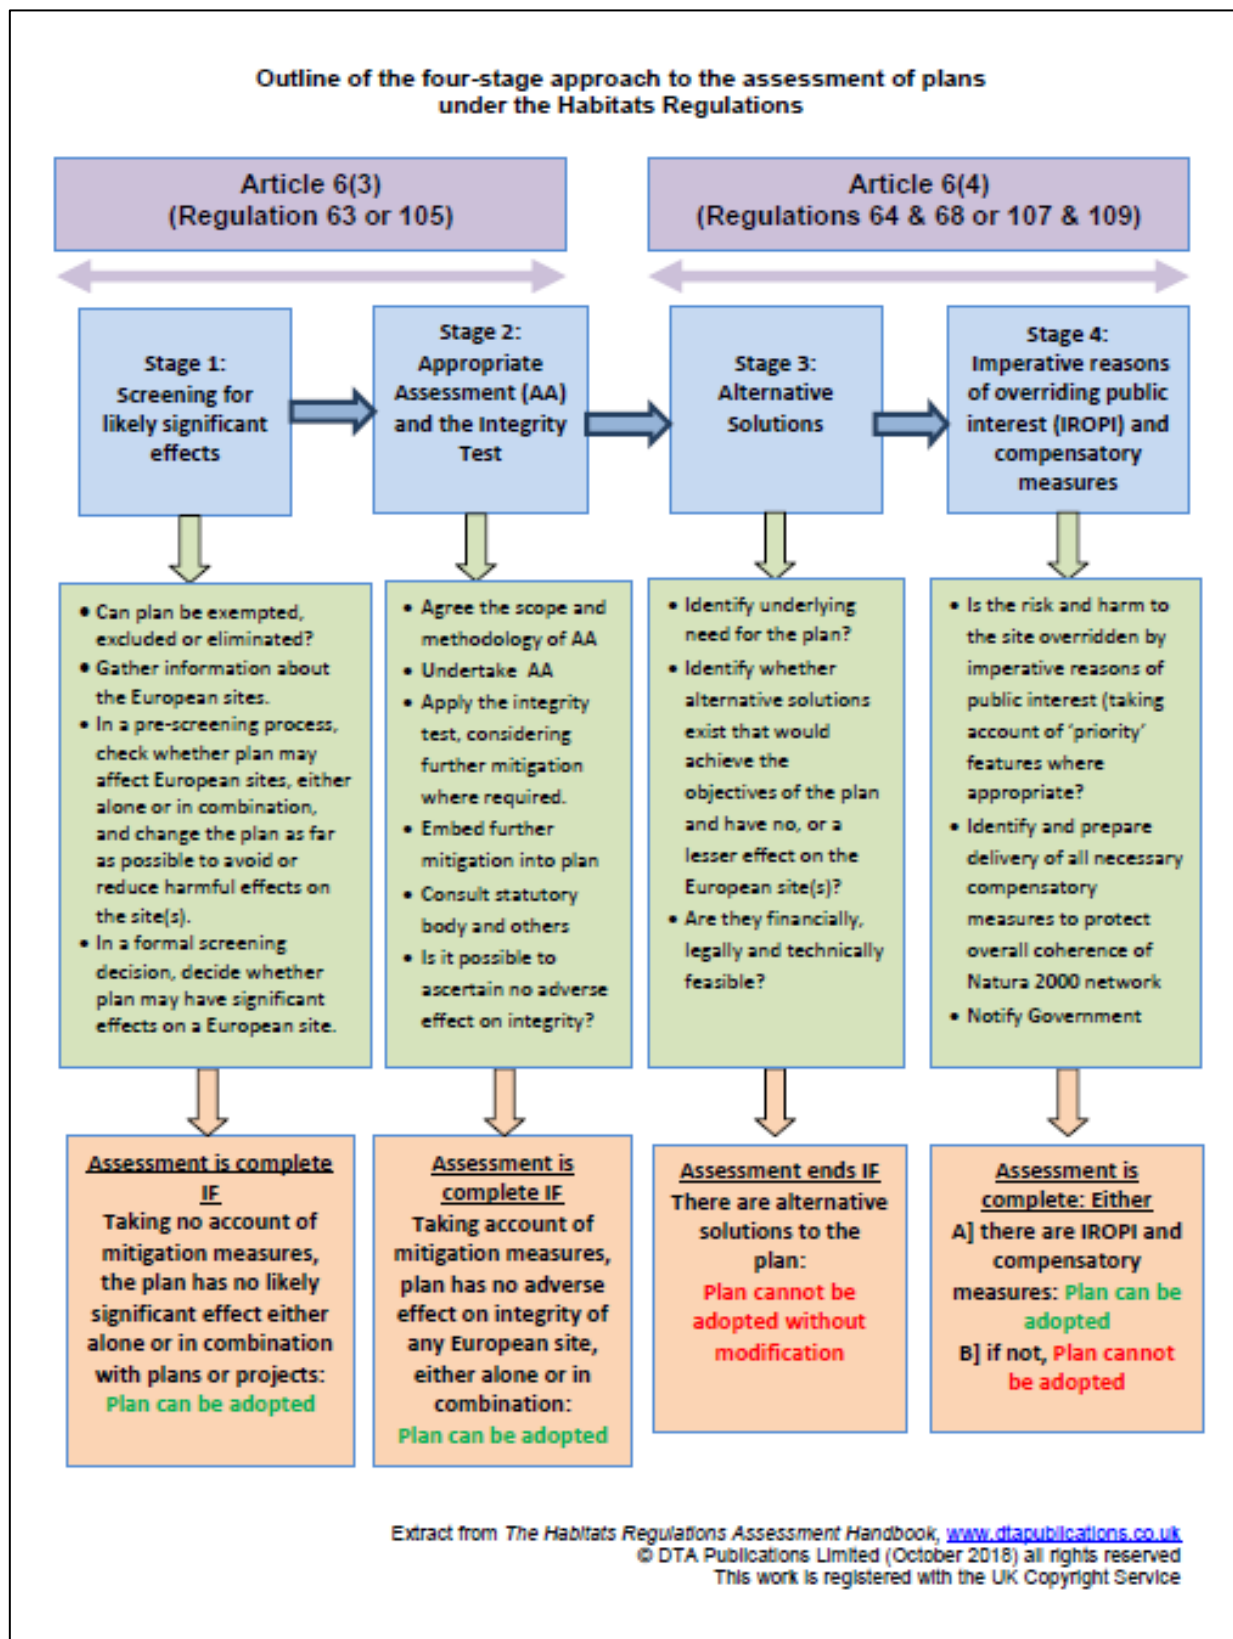 Outline of the four-stage approach to the assessment of plans
under the Habitats Regulations
Article 6(3)
(Regulation 63 or 105)
Article 6(4)
(Regulations 64 & 68 or 107 & 109)
Stage 1:
Screening for
likely significant
effects
Stage 2:
Appropriate
Assessment (AA)
and the Integrity
Test
Stage 3:
Alternative
Solutions
Stage 4:
Imperative reasons
of overriding public
interest (IROPI) and
compensatory
measures
• Can plan be exempted,
excluded or eliminated?
• Gather information about
the European sites.
• In a pre-screening process,
check whether plan may
affect European sites, either
alone or in combination,
and change the plan as far
as possible to avoid or
reduce harmful effects on
the site(s).
• In a formal screening
decision, decide whether
plan may have significant
effects on a European site.
• Agree the scope and
methodology of AA
• Undertake AA
• Apply the integrity
test, considering
further mitigation
where required.
• Embed further
mitigation into plan
• Consult statutory
body and others
• Is it possible to
ascertain no adverse
effect on integrity?
• Identify underlying
need for the plan?
• Identify whether
alternative solutions
exist that would
achieve the
objectives of the plan
and have no, or a
lesser effect on the
European site(s)?
• Are they financially,
legally and technically
feasible?
• Is the risk and harm to
the site overridden by
imperative reasons of
public interest (taking
account of ‘priority’
features where
appropriate?
• Identify and prepare
delivery of all necessary
compensatory
measures to protect
overall coherence of
Natura 2000 network
• Notify Government
Assessment is complete
IF
Taking no account of
mitigation measures,
the plan has no likely
significant effect either
alone or in combination
with plans or projects:
Plan can be adopted
Assessment is
complete IF
Taking account of
mitigation measures,
plan has no adverse
effect on integrity of
any European site,
either alone or in
combination:
Plan can be adopted
Assessment ends IF
There are alternative
solutions to the
plan:
Plan cannot be
adopted without
modification
Assessment is
complete: Either
A] there are IROPI and
compensatory
measures: Plan can be
adopted
B] if not, Plan cannot
be adopted
Extract from The Habitats Regulations Assessment Handbook, www.dtapublications.co.uk
© DTA Publications Limited (October 2018) all rights reserved
This work is registered with the UK Copyright Service